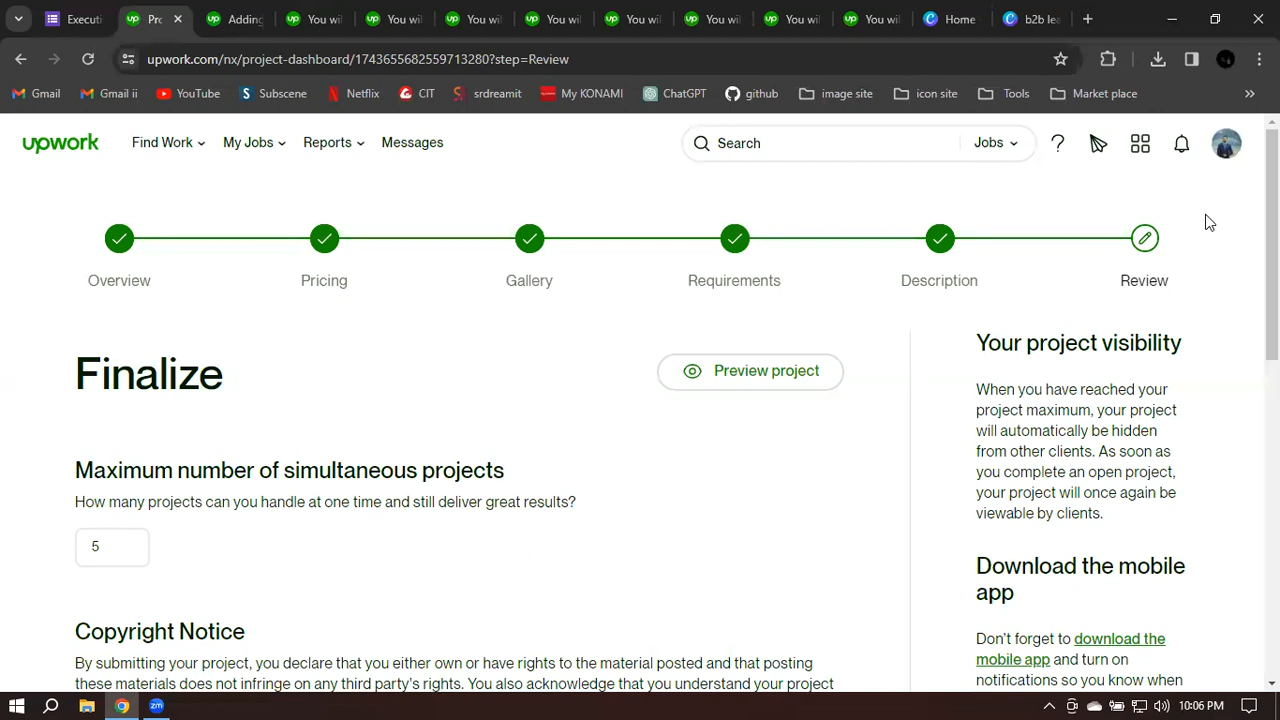 Executi
Pro
Adding
You wi
You wi
You wi
You wi
You wi
You wi
You wi
You wi
Home
b2b lea
upwork.com/nx/project-dashboard/1743655682559713280?step=Review
Gmail
Gmail ii
YouTube
Subscene
Netflix
CIT
srdreamit
My KONAMI
ChatGPT
github
image site
icon site
Tools
Market place
upwork
Find Work
My Jobs
Reports
Messages
Search
Jobs
Overview
Pricing
Gallery
Requirements
Description
Review
Finalize
Preview project
Maximum number of simultaneous projects
How many projects can you handle at one time and still deliver great results?
5
Copyright Notice
By submitting your project, you declare that you either own or have rights to the material posted and that posting
these materials does not infringe on any third party's rights. You also acknowledge that you understand your project
Your project visibility
When you have reached your
project maximum, your project
will automatically be hidden
from other clients. As soon as
you complete an open project,
your project will once again be
viewable by clients.
Download the mobile
app
Don't forget to download the
mobile app and turn on
notifications so you know when
10:06 PM